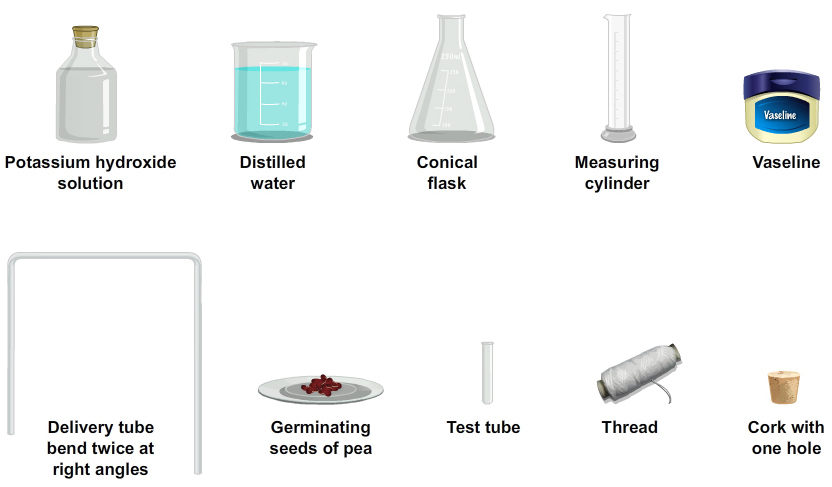 Potassium hydroxide
solution
Distilled
water
Conical
flask
Measuring
cylinder
Vaseline
Vaseline
Delivery tube
bend twice at
right angles
Germinating
seeds of pea
Test tube
Thread
Cork with
one hole